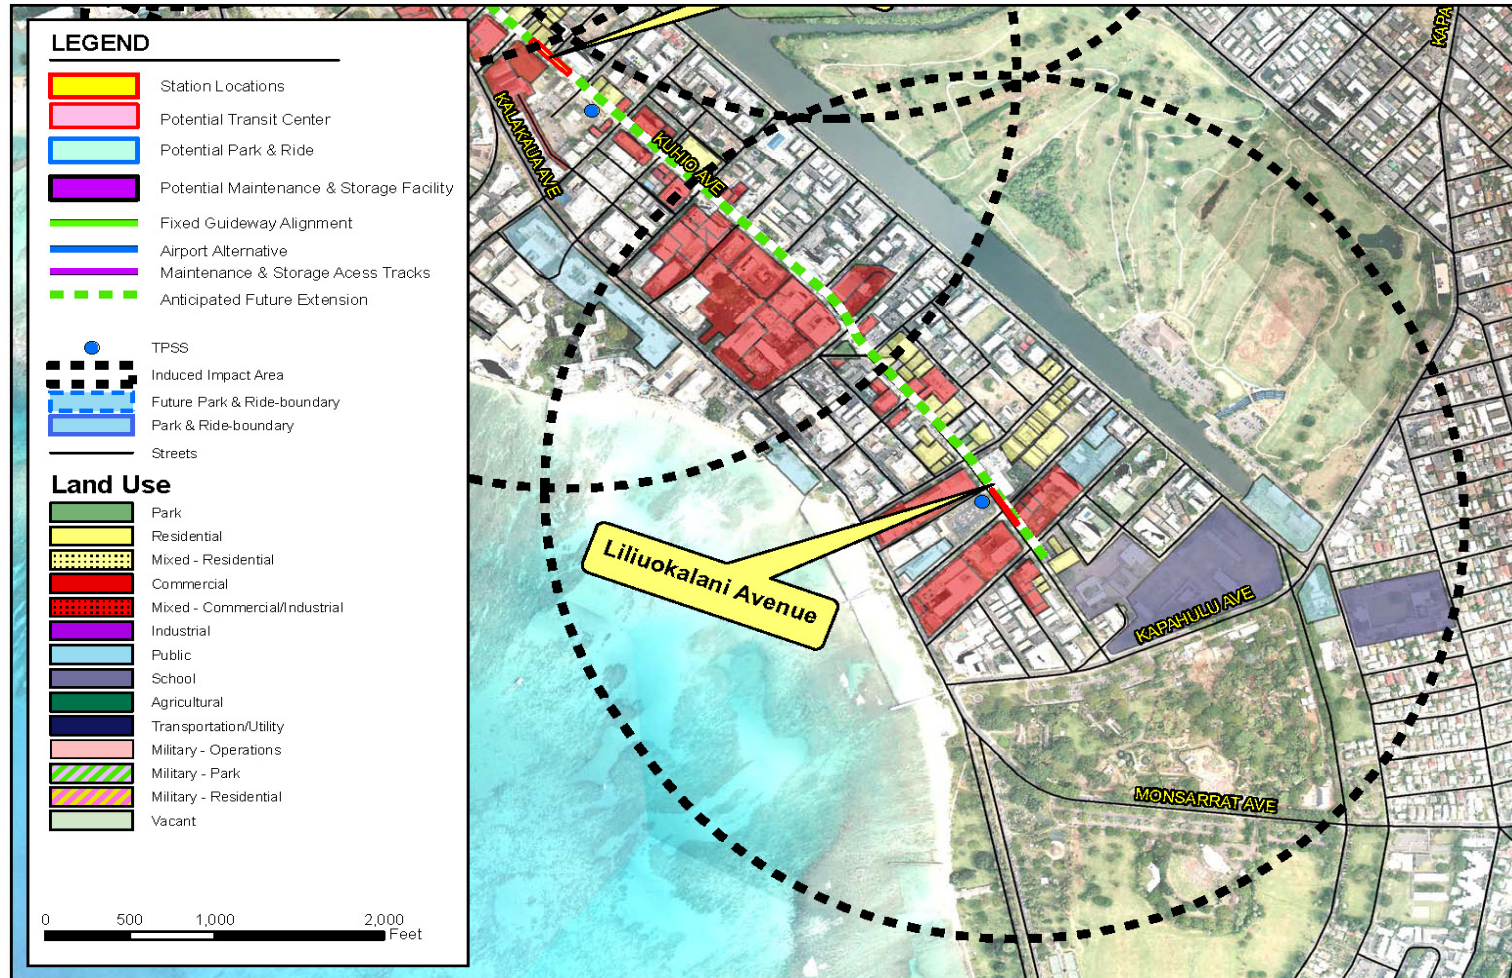 LEGEND
Station Locations
Potential Transit Center
Potential Park & Ride
Potential Maintenance & Storage Facility
Fixed Guideway Alignment
Airport Alternative
Maintenance & Storage Acess Tracks
Anticipated Future Extension
TPSS
Induced Impact Area
Future Park & Ride-boundary
Park & Ride-boundary
Streets
Land Use
Park
Residential
Mixed - Residential
Commercial
Mixed - Commercial/Industrial
Industrial
Public
School
Agricultural
Transportation/Utility
Military - Operations
Military - Park
Military - Residential
Vacant
0 500 1,000 2,000
Feet
KALAKAUA AVE
KUHIO AVE
KAPA
Liliuokalani Avenue
KAPAHULU AVE
MONSARRAT AVE